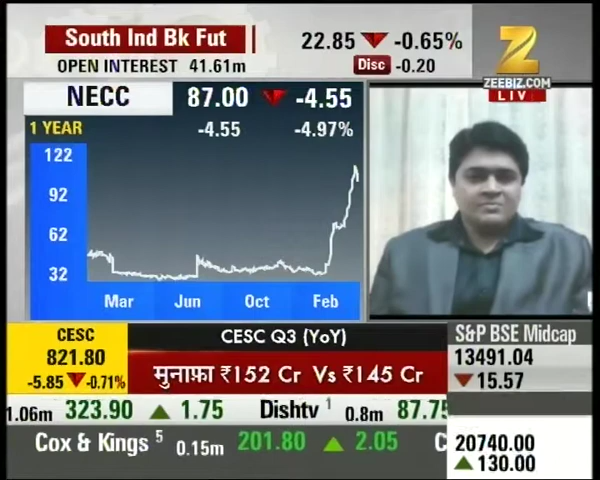 South Ind Bk Fut 22.85 -0.65%
OPEN INTEREST 41.61m Disc -0.20
Z
ZEEBIZ.COM
LIVE
NECC 87.00 -4.55
1 YEAR -4.55 -4.97%
122
92
62
32
Mar Jun Oct Feb
CESC
821.80
-5.85 -0.71%
CESC Q3 (YoY)
मुनाफ़ा ₹152 Cr Vs ₹145 Cr
S&P BSE Midcap
13491.04
15.57
1.06m 323.90 1.75 Dishtv 1 0.8m 87.75
Cox & Kings 5 0.15m 201.80 2.05 C
20740.00
130.00